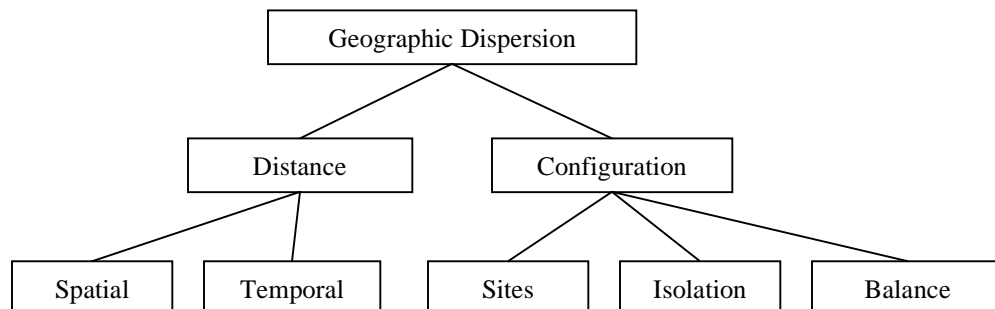 Geographic Dispersion
Distance
Configuration
Spatial
Temporal
Sites
Isolation
Balance